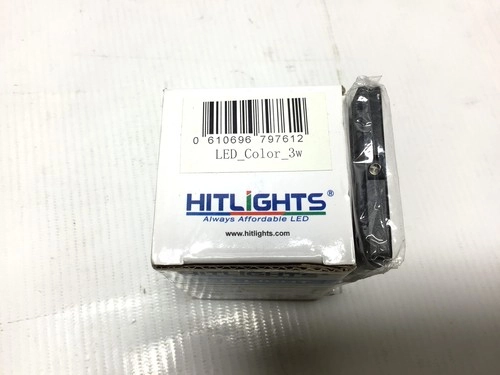 0 610696 797612
LED_Color_3w
HITLIGHTS®
Always Affordable LED
www.hitlights.com